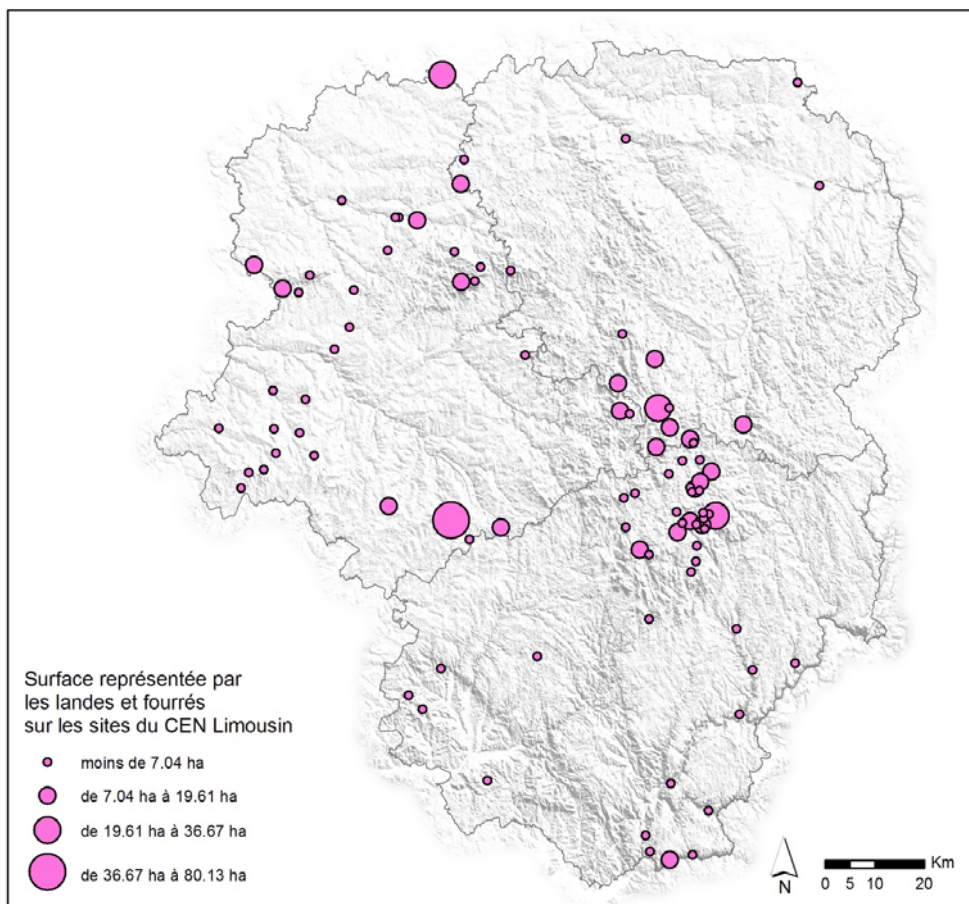 Surface représentée par
les landes et fourrés
sur les sites du CEN Limousin
moins de 7.04 ha
de 7.04 ha à 19.61 ha
de 19.61 ha à 36.67 ha
de 36.67 ha à 80.13 ha
N
Km
0 5 10 20